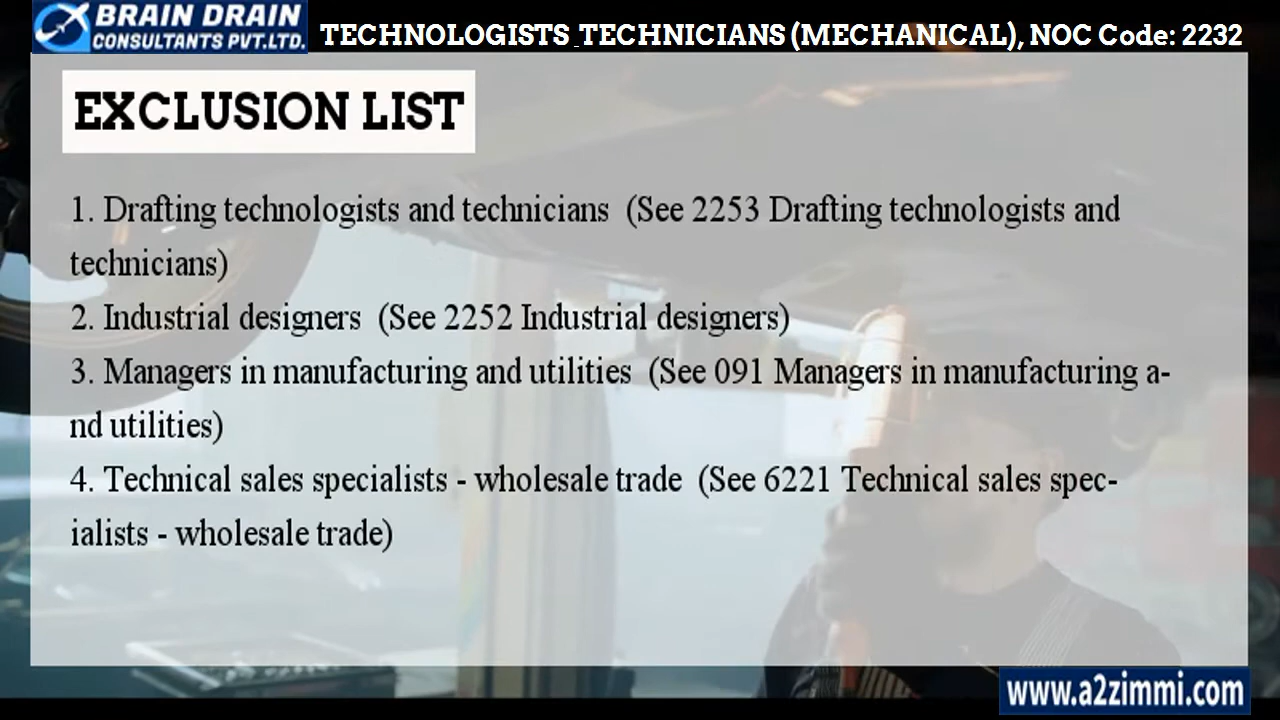 BRAIN DRAIN
CONSULTANTS PVT.LTD.
TECHNOLOGISTS_TECHNICIANS (MECHANICAL), NOC Code: 2232
EXCLUSION LIST
1. Drafting technologists and technicians (See 2253 Drafting technologists and
technicians)
2. Industrial designers (See 2252 Industrial designers)
3. Managers in manufacturing and utilities (See 091 Managers in manufacturing a-
nd utilities)
4. Technical sales specialists - wholesale trade (See 6221 Technical sales spec-
ialists - wholesale trade)
www.a2zimmi.com